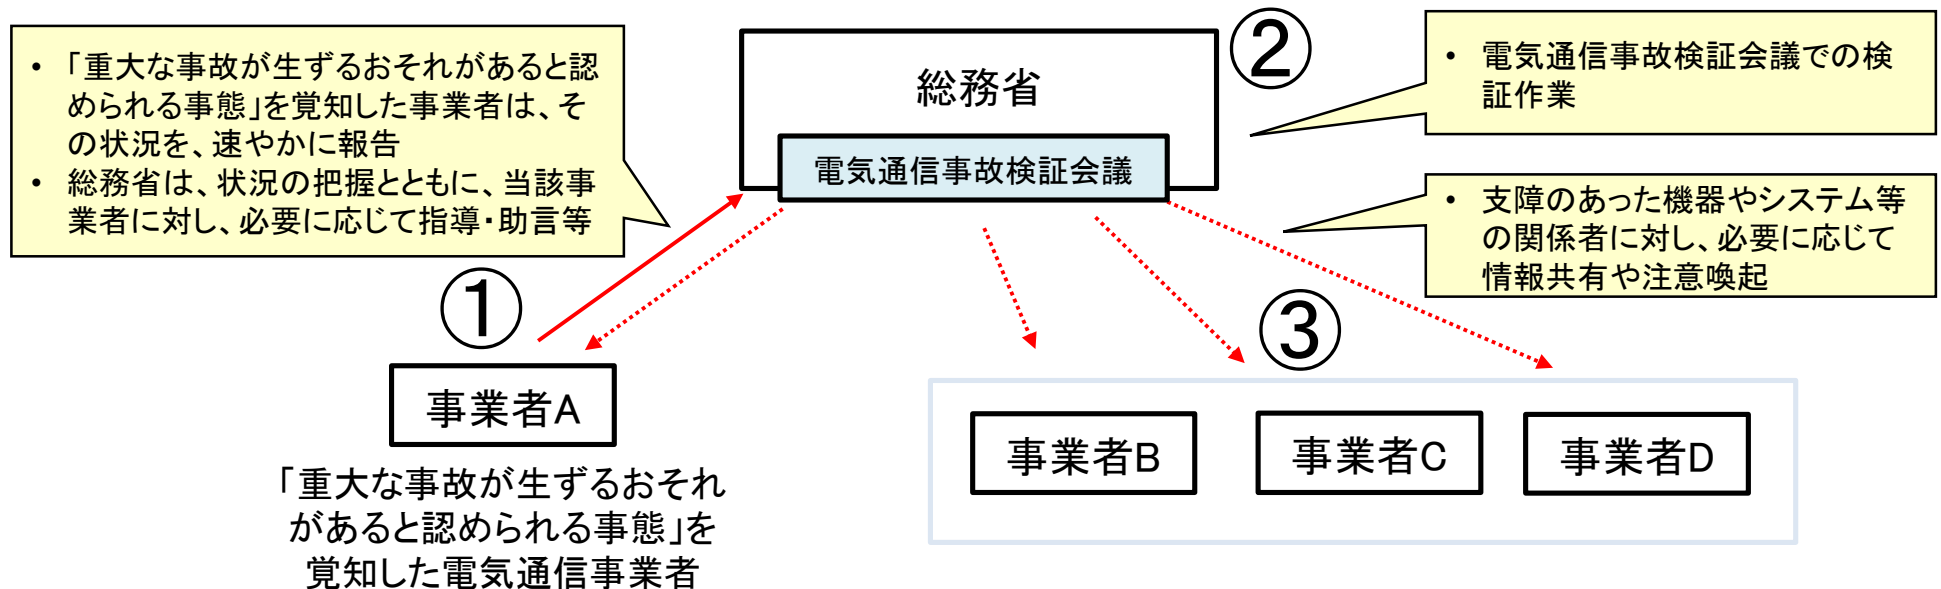 • 「重大な事故が生ずるおそれがあると認
められる事態」を覚知した事業者は、そ
の状況を、速やかに報告
• 総務省は、状況の把握とともに、当該事
業者に対し、必要に応じて指導・助言等
総務省
電気通信事故検証会議
②
• 電気通信事故検証会議での検
証作業
• 支障のあった機器やシステム等
の関係者に対し、必要に応じて
情報共有や注意喚起
①
③
事業者A
「重大な事故が生ずるおそれ
があると認められる事態」を
覚知した電気通信事業者
事業者B
事業者C
事業者D